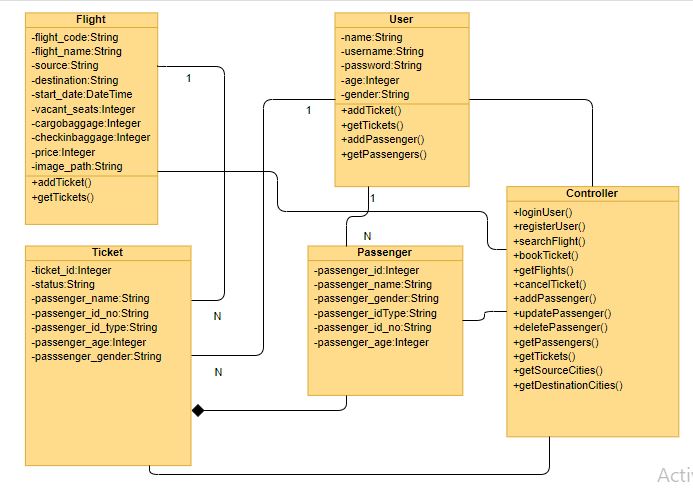 Flight
-flight_code:String
-flight_name:String
-source:String
-destination:String
-start_date:DateTime
-vacant_seats:Integer
-cargobaggage:Integer
-checkinbaggage:Integer
-price:Integer
-image_path:String
+addTicket()
+getTickets()
User
-name:String
-username:String
-password:String
-age:Integer
-gender:String
+addTicket()
+getTickets()
+addPassenger()
+getPassengers()
1
1
1
N
Controller
+loginUser()
+registerUser()
+searchFlight()
+bookTicket()
+getFlights()
+cancelTicket()
+addPassenger()
+updatePassenger()
+deletePassenger()
+getPassengers()
+getTickets()
+getSourceCities()
+getDestinationCities()
Ticket
-ticket_id:Integer
-status:String
-passenger_name:String
-passenger_id_no:String
-passenger_id_type:String
-passenger_age:Integer
-passsenger_gender:String
N
N
Passenger
-passenger_id:Integer
-passenger_name:String
-passenger_gender:String
-passenger_idType:String
-passenger_id_no:String
-passenger_age:Integer
Activ